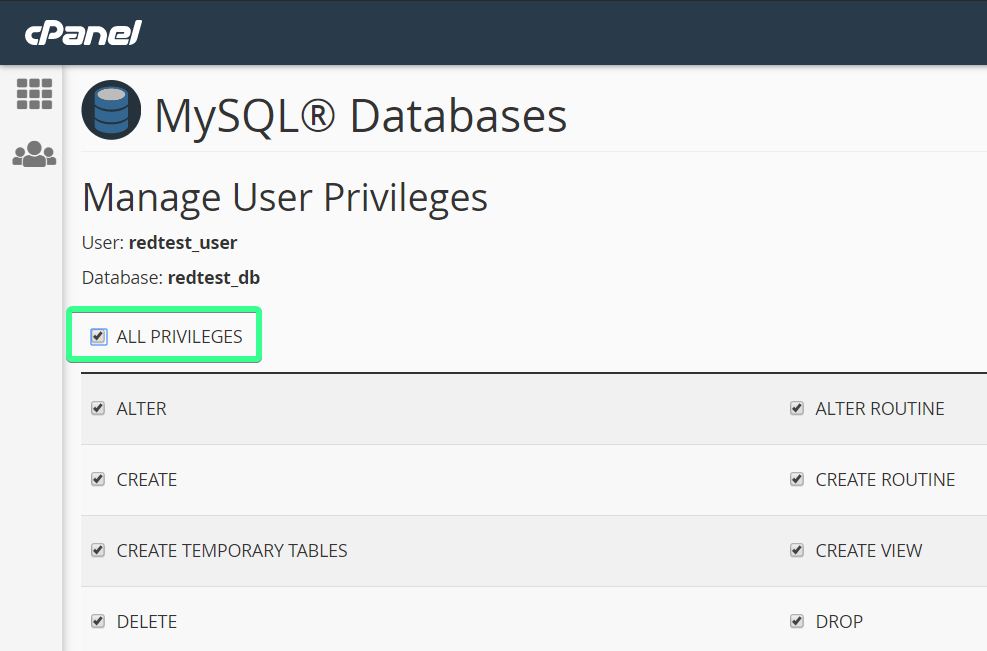 cPanel
MySQL® Databases
Manage User Privileges
User: redtest_user
Database: redtest_db
ALL PRIVILEGES
ALTER
ALTER ROUTINE
CREATE
CREATE ROUTINE
CREATE TEMPORARY TABLES
CREATE VIEW
DELETE
DROP